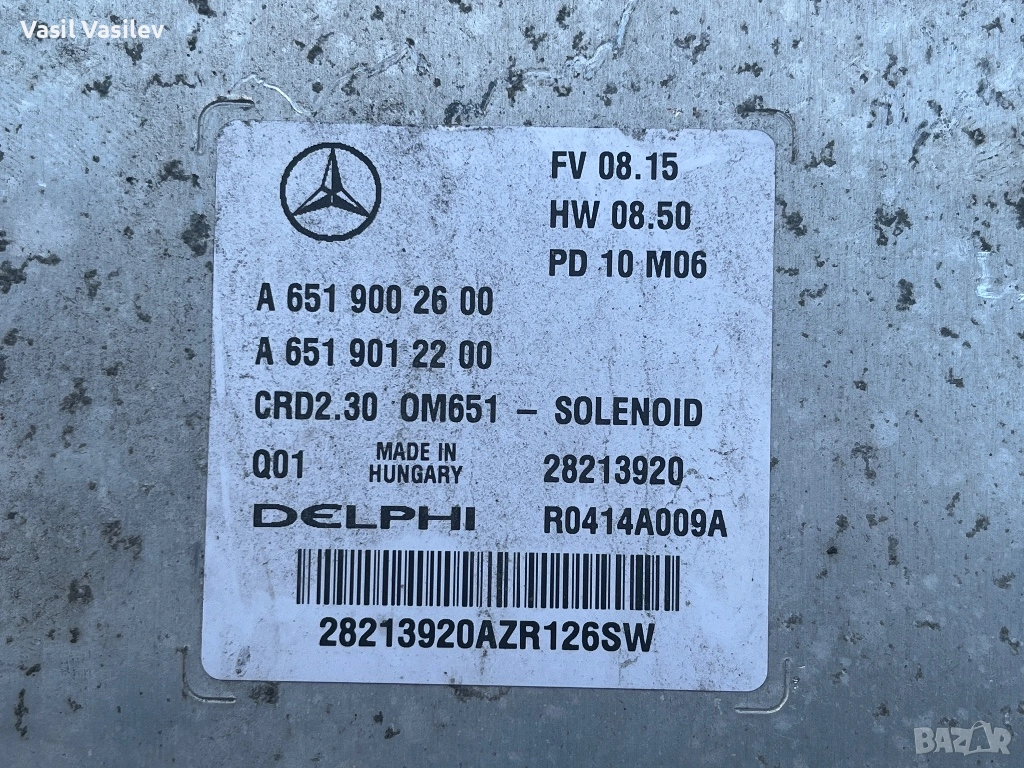 Vasil Vasilev
FV 08.15
HW 08.50
PD 10 M06
A 651 900 26 00
A 651 901 22 00
CRD2.30 OM651 – SOLENOID
Q01 MADE IN HUNGARY 28213920
DELPHI R0414A009A
28213920AZR126SW
BAZAR